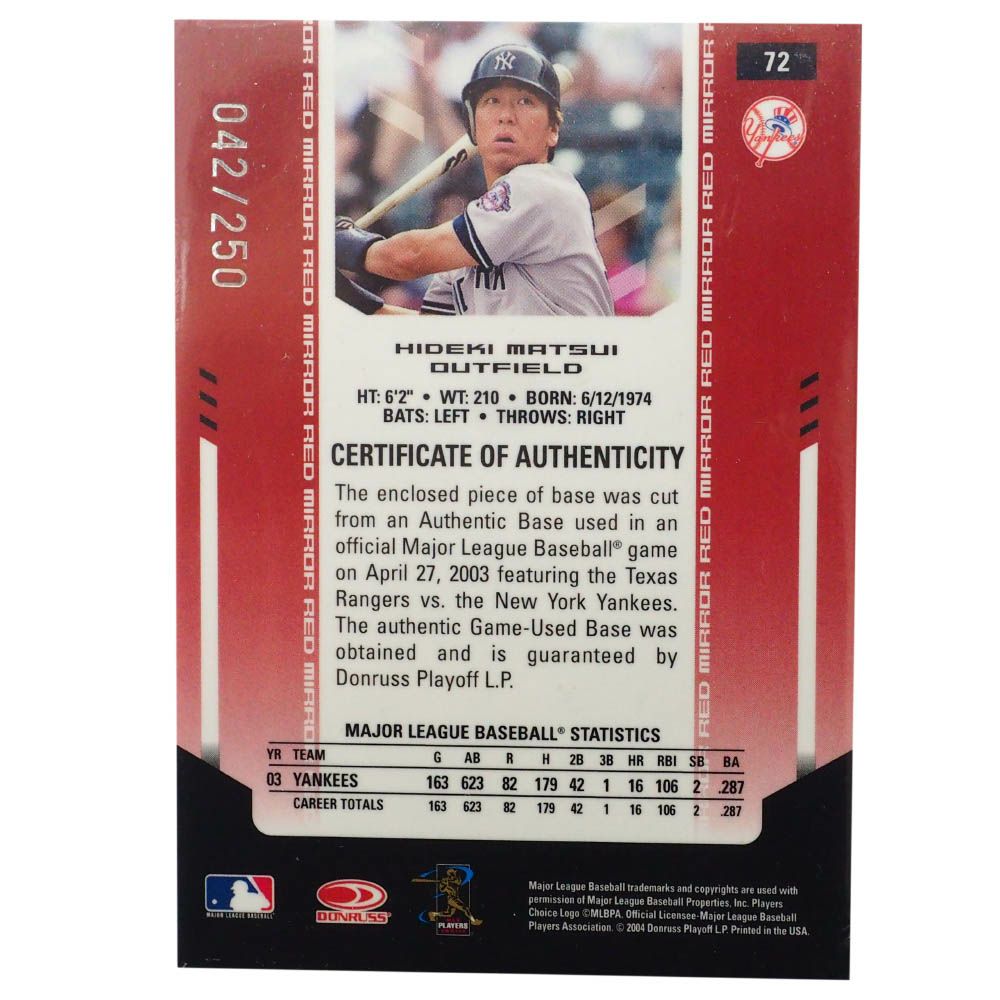 72
Yankees
NY
042/250
RED MIRROR RED MIRROR RED MIRROR RED MIRROR
RED MIRROR RED MIRROR RED MIRROR RED MIRROR
HIDEKI MATSUI
OUTFIELD
HT: 6'2" • WT: 210 • BORN: 6/12/1974
BATS: LEFT • THROWS: RIGHT
CERTIFICATE OF AUTHENTICITY
The enclosed piece of base was cut
from an Authentic Base used in an
official Major League Baseball® game
on April 27, 2003 featuring the Texas
Rangers vs. the New York Yankees.
The authentic Game-Used Base was
obtained and is guaranteed by
Donruss Playoff L.P.
MAJOR LEAGUE BASEBALL® STATISTICS
YR TEAM G AB R H 2B 3B HR RBI SB BA
03 YANKEES 163 623 82 179 42 1 16 106 2 .287
CAREER TOTALS 163 623 82 179 42 1 16 106 2 .287
MAJOR LEAGUE BASEBALL
DONRUSS
PLAYERS
CHOICE
Major League Baseball trademarks and copyrights are used with
permission of Major League Baseball Properties, Inc. Players
Choice Logo ©MLBPA. Official Licensee-Major League Baseball
Players Association. © 2004 Donruss Playoff L.P. Printed in the USA.